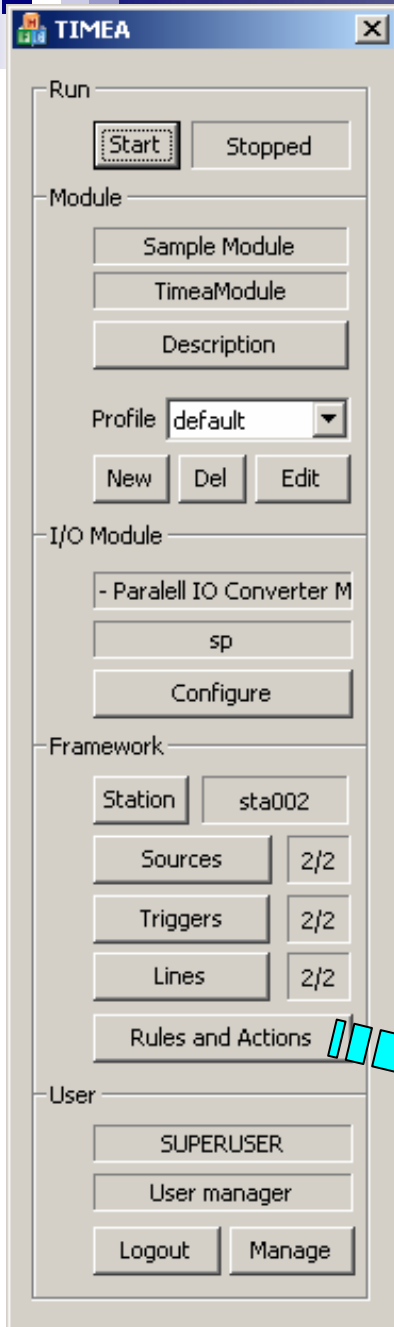 TIMEA
Run
Start Stopped
Module
Sample Module
TimeaModule
Description
Profile default
New Del Edit
I/O Module
- Paralell IO Converter M
sp
Configure
Framework
Station sta002
Sources 2/2
Triggers 2/2
Lines 2/2
Rules and Actions
User
SUPERUSER
User manager
Logout Manage